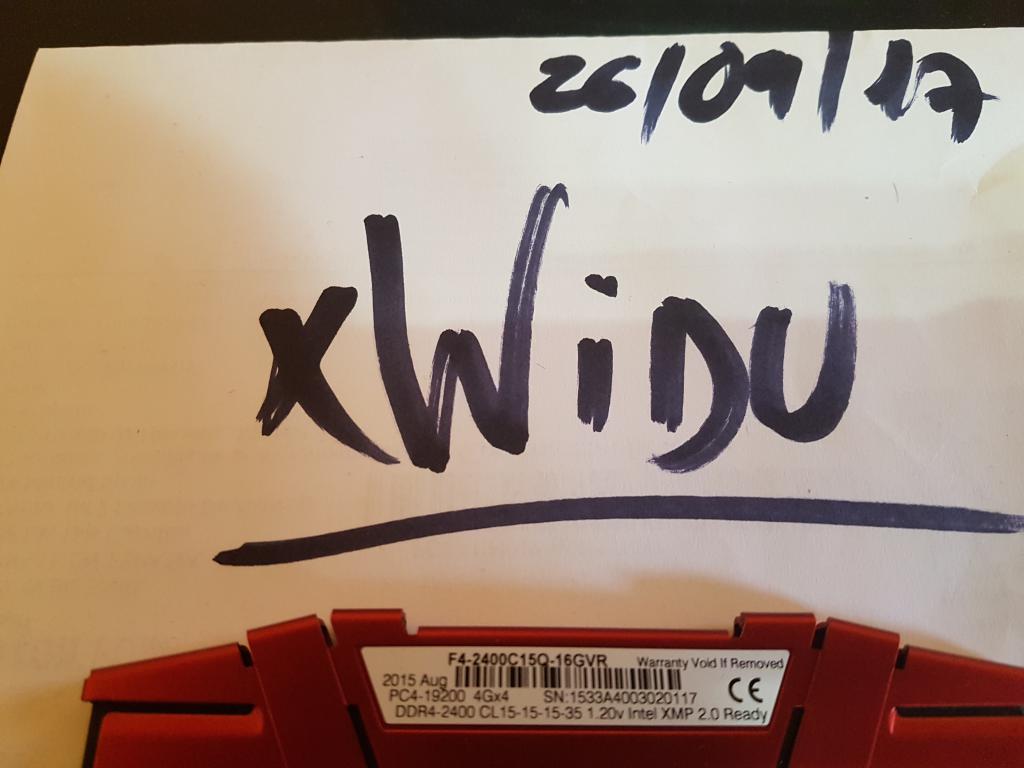 26/09/17
xWiDU
F4-2400C15Q-16GVR Warranty Void If Removed
2015 Aug
PC4-19200 4Gx4 SN:1533A4003020117 CE
DDR4-2400 CL15-15-15-35 1.20v Intel XMP 2.0 Ready